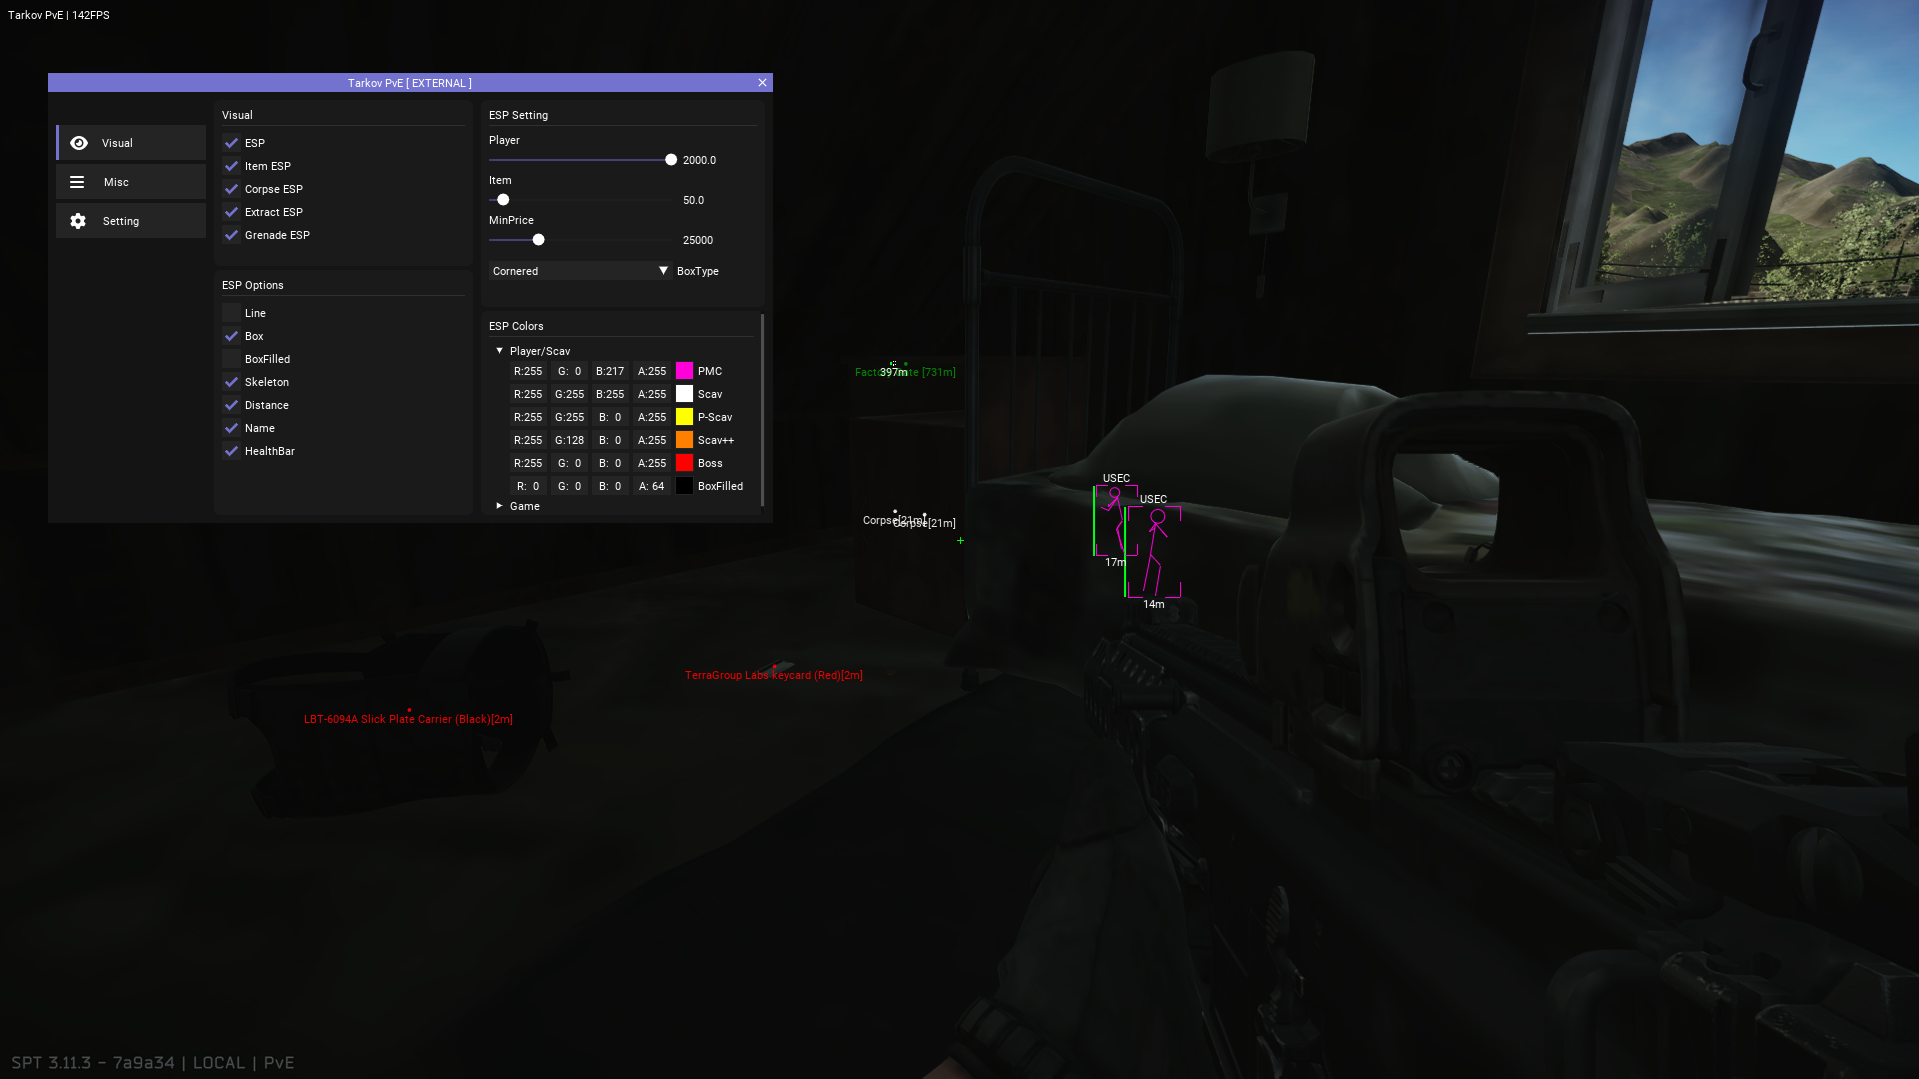 Tarkov PvE | 142FPS
Tarkov PvE [ EXTERNAL ]
Visual
Misc
Setting
Visual
ESP
Item ESP
Corpse ESP
Extract ESP
Grenade ESP
ESP Options
Line
Box
BoxFilled
Skeleton
Distance
Name
HealthBar
ESP Setting
Player
2000.0
Item
50.0
MinPrice
25000
Cornered BoxType
ESP Colors
Player/Scav
R:255 G: 0 B:217 A:255 PMC
R:255 G:255 B:255 A:255 Scav
R:255 G:255 B: 0 A:255 P-Scav
R:255 G:128 B: 0 A:255 Scav++
R:255 G: 0 B: 0 A:255 Boss
R: 0 G: 0 B: 0 A: 64 BoxFilled
Game
[731m]
397m
USEC
USEC
Corpse[21m]
Corpse[21m]
17m
14m
TerraGroup Labs keycard (Red)[2m]
LBT-6094A Slick Plate Carrier (Black)[2m]
SPT 3.11.3 - 7a9a34 | LOCAL | PvE